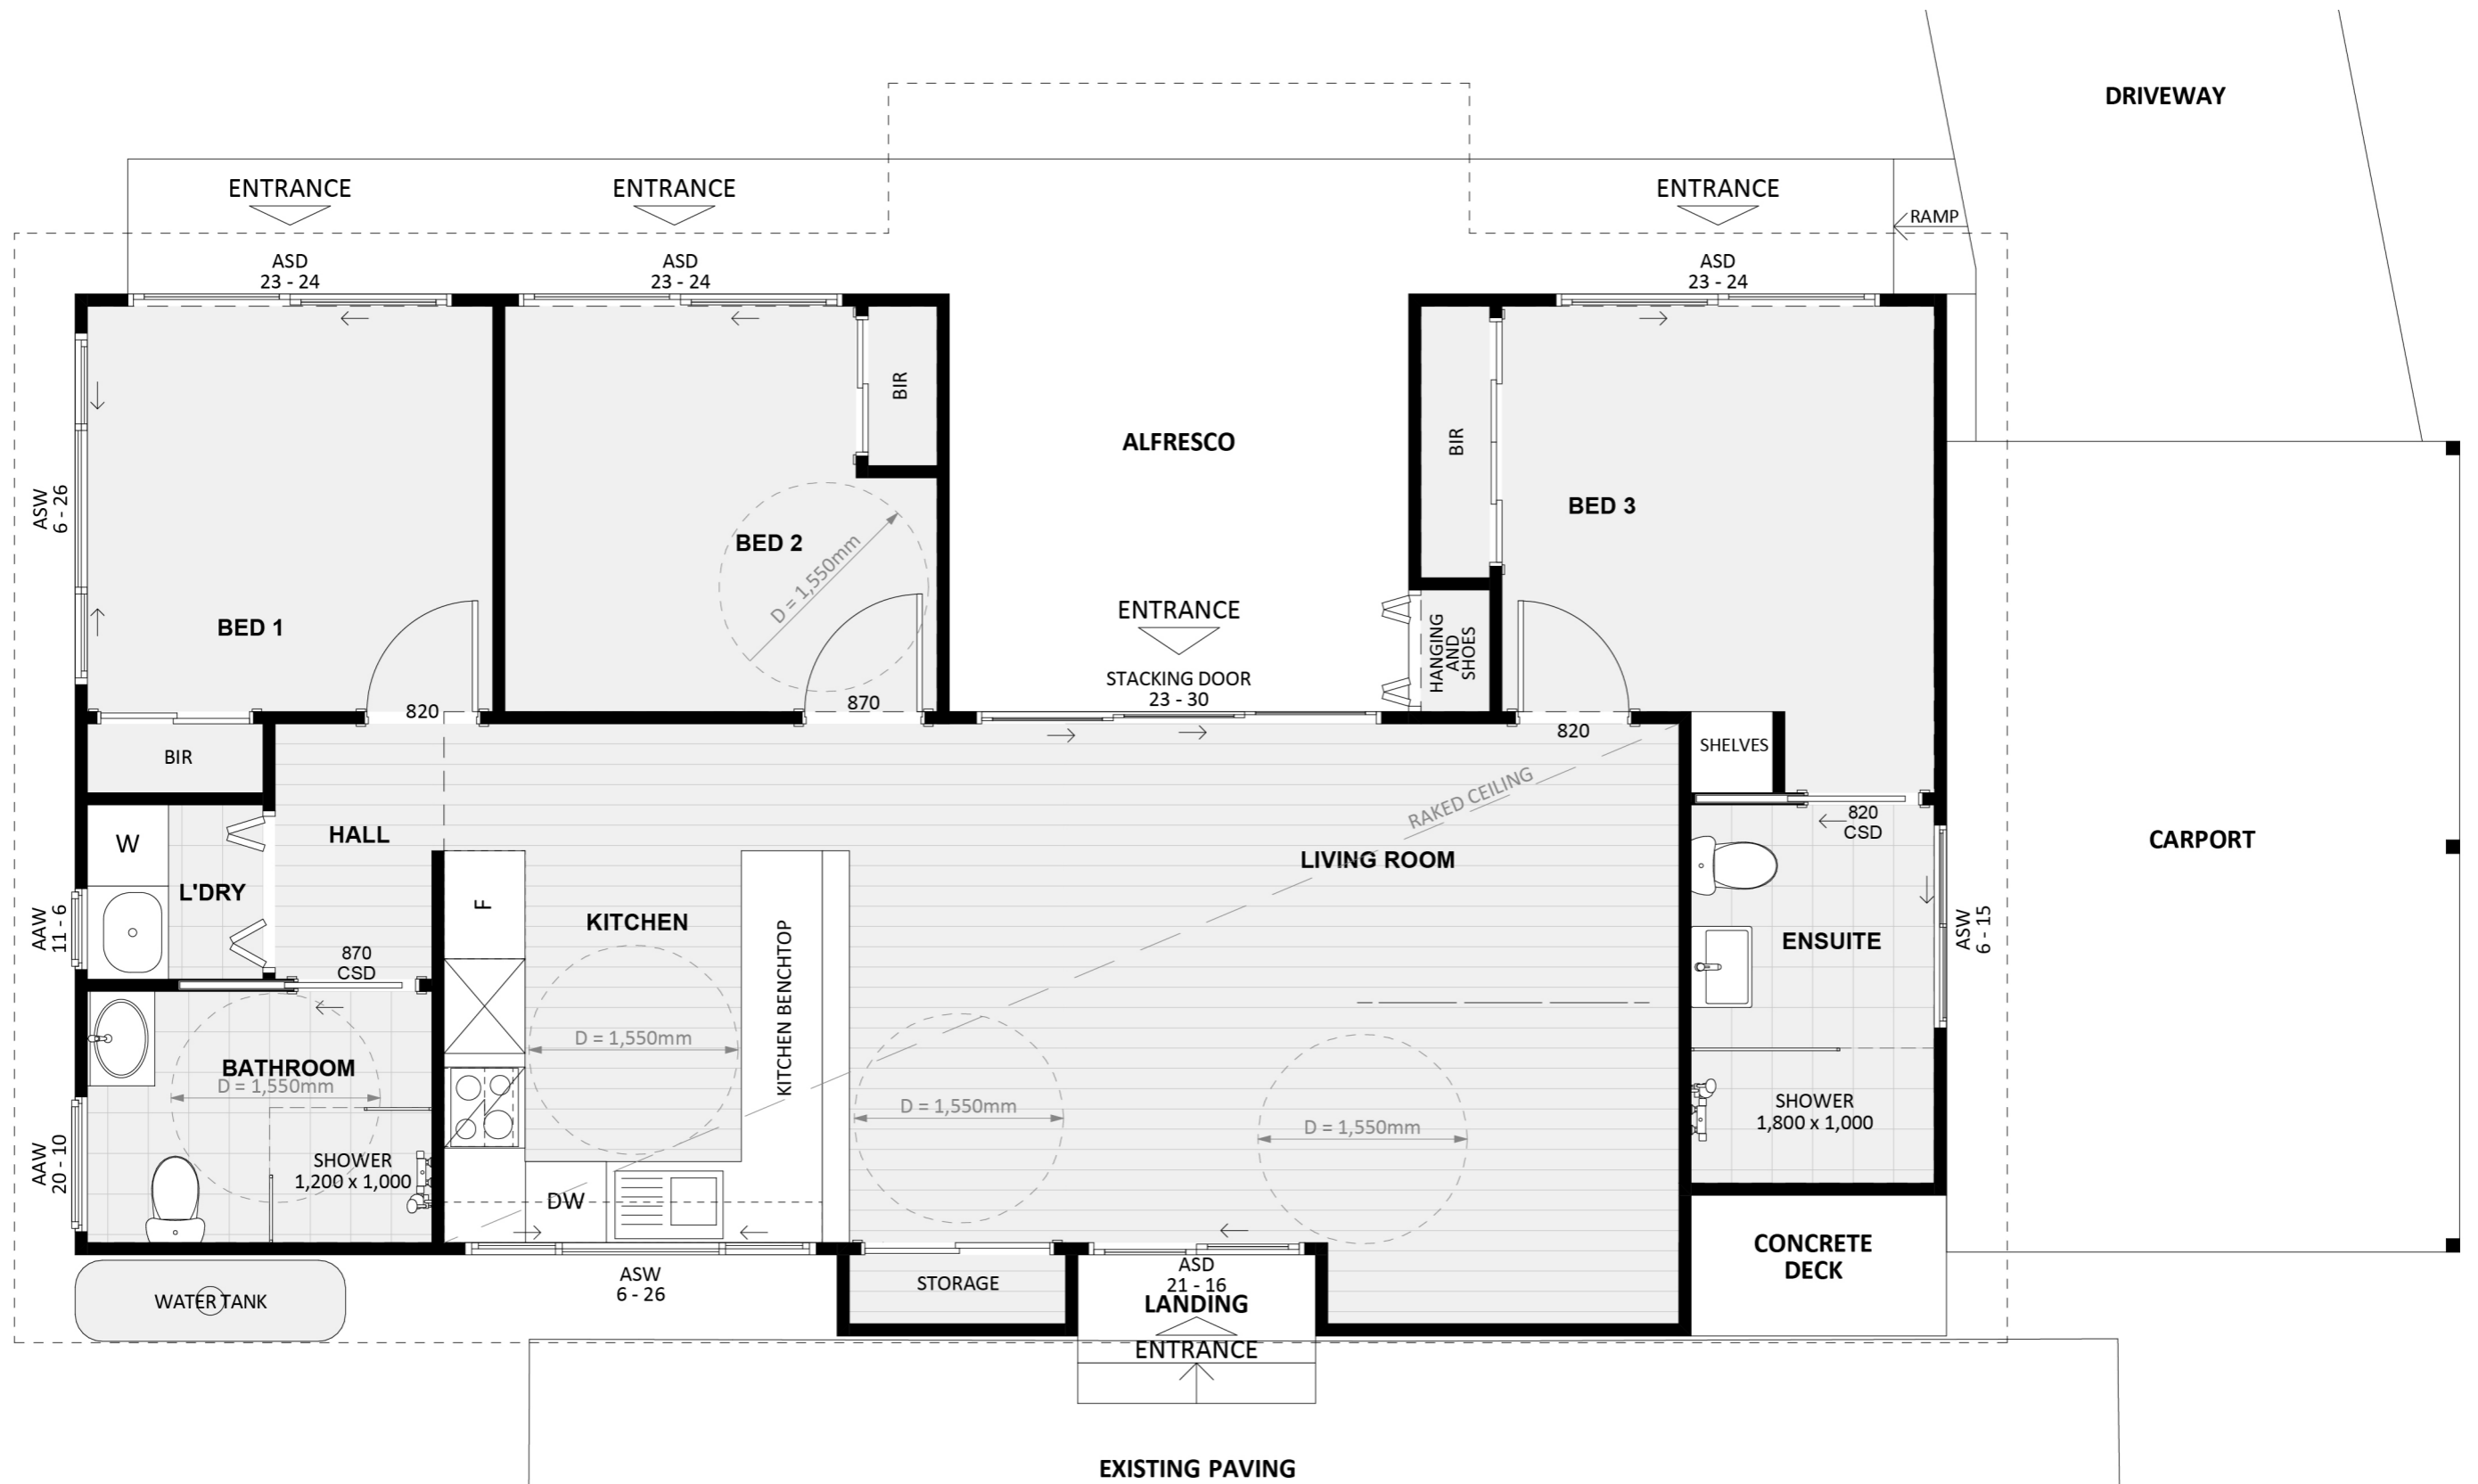 DRIVEWAY
ENTRANCE
ENTRANCE
ENTRANCE
RAMP
ASD
23 - 24
ASD
23 - 24
ASD
23 - 24
BIR
BIR
ALFRESCO
ASW
6 - 26
BED 3
BED 2
D = 1,550mm
BED 1
ENTRANCE
HANGING
AND
SHOES
STACKING DOOR
23 - 30
820
870
820
BIR
SHELVES
RAKED CEILING
W
HALL
820
CSD
CARPORT
LIVING ROOM
L'DRY
F
KITCHEN
AAW
11 - 6
ENSUITE
ASW
6 - 15
870
CSD
KITCHEN BENCHTOP
D = 1,550mm
BATHROOM
D = 1,550mm
D = 1,550mm
D = 1,550mm
SHOWER
1,800 x 1,000
AAW
20 - 10
SHOWER
1,200 x 1,000
DW
CONCRETE
DECK
ASW
6 - 26
STORAGE
ASD
21 - 16
LANDING
WATER TANK
ENTRANCE
EXISTING PAVING